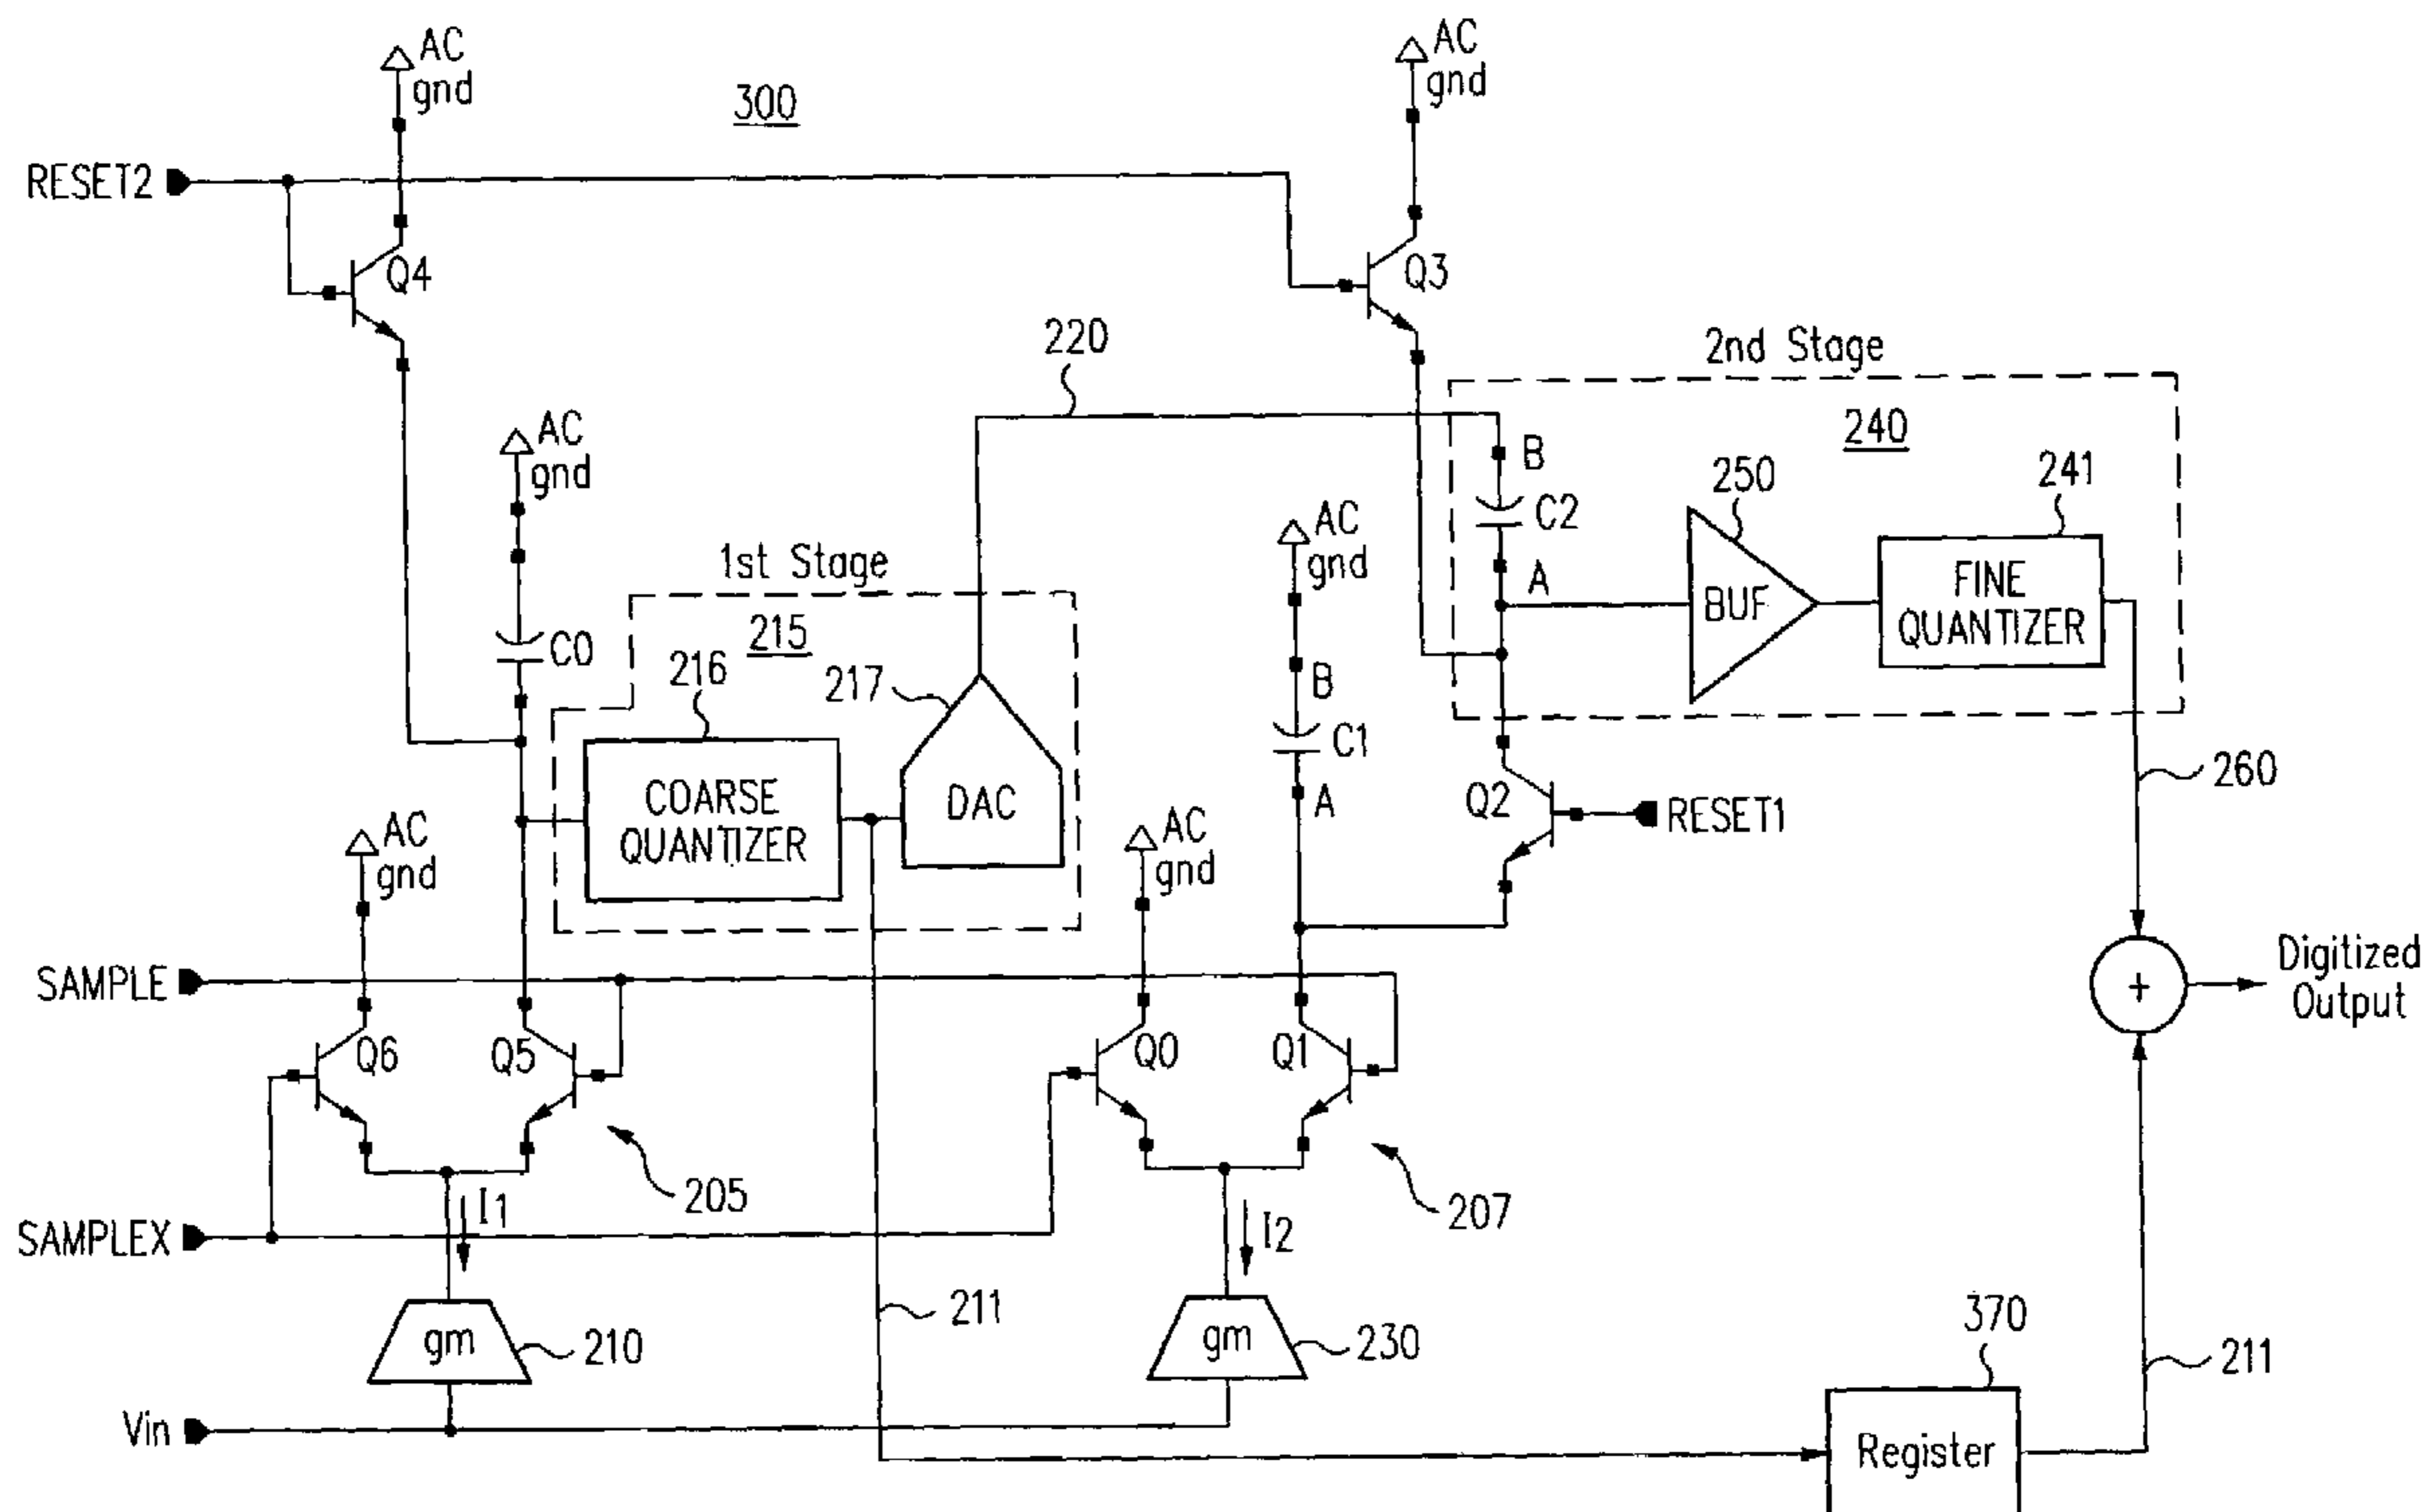 AC
gnd
300
AC
gnd
RESET2
Q4
Q3
220
2nd Stage
240
AC
gnd
B
250
241
C2
AC
gnd
1st Stage
215
A
BUF
FINE
QUANTIZER
C0
216
217
B
C1
260
COARSE
QUANTIZER
DAC
A
Q2
RESET1
AC
gnd
AC
gnd
SAMPLE
Digitized
Output
+
Q6
Q5
Q0
Q1
205
207
I1
I2
SAMPLEX
211
370
gm
210
gm
230
211
Vin
Register